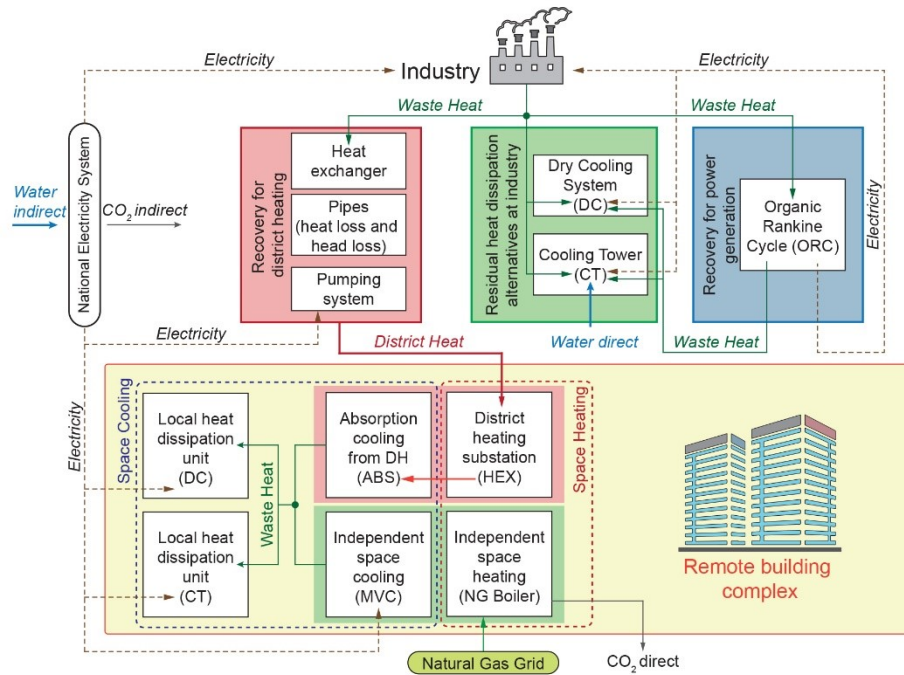 Electricity
Industry
Electricity
Waste Heat
Waste Heat
National Electricity System
Water
indirect
CO2 indirect
Recovery for
district heating
Heat
exchanger
Pipes
(heat loss and
head loss)
Pumping
system
Residual heat dissipation
alternatives at industry
Dry Cooling
System
(DC)
Cooling Tower
(CT)
Water direct
Recovery for power
generation
Organic
Rankine
Cycle (ORC)
Electricity
Waste Heat
Electricity
District Heat
Electricity
Space Cooling
Local heat
dissipation
unit
(DC)
Local heat
dissipation
unit
(CT)
Waste Heat
Absorption
cooling
from DH
(ABS)
Independent
space
cooling
(MVC)
District
heating
substation
(HEX)
Independent
space
heating
(NG Boiler)
Space Heating
Remote building
complex
Natural Gas Grid
CO2 direct